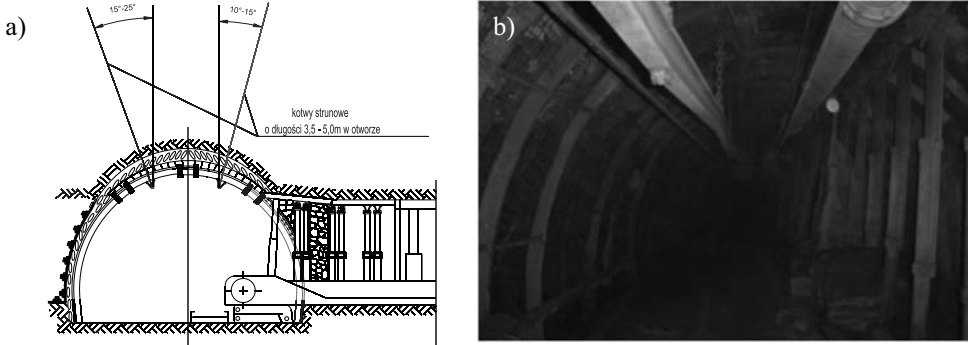 a)
15°-25°
10°-15°
kotwy strunowe
o długości 3,5 - 5,0m w otworze
b)